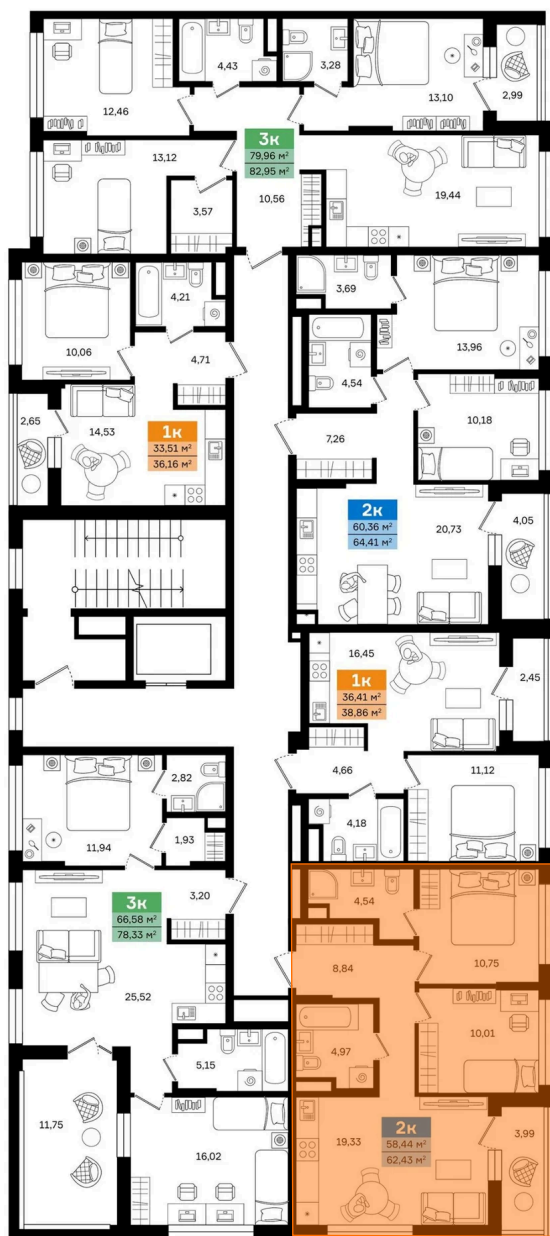 4,43
3,28
12,46
13,10
2,99
3к
79,96 м²
82,95 м²
13,12
19,44
3,57
10,56
4,21
3,69
10,06
13,96
4,71
4,54
2,65
14,53
1к
33,51 м²
36,16 м²
10,18
7,26
2к
60,36 м²
64,41 м²
20,73
4,05
16,45
1к
36,41 м²
38,86 м²
2,45
4,66
11,12
2,82
4,18
1,93
11,94
3к
66,58 м²
78,33 м²
3,20
4,54
10,75
8,84
25,52
10,01
4,97
5,15
11,75
16,02
19,33
2к
58,44 м²
62,43 м²
3,99